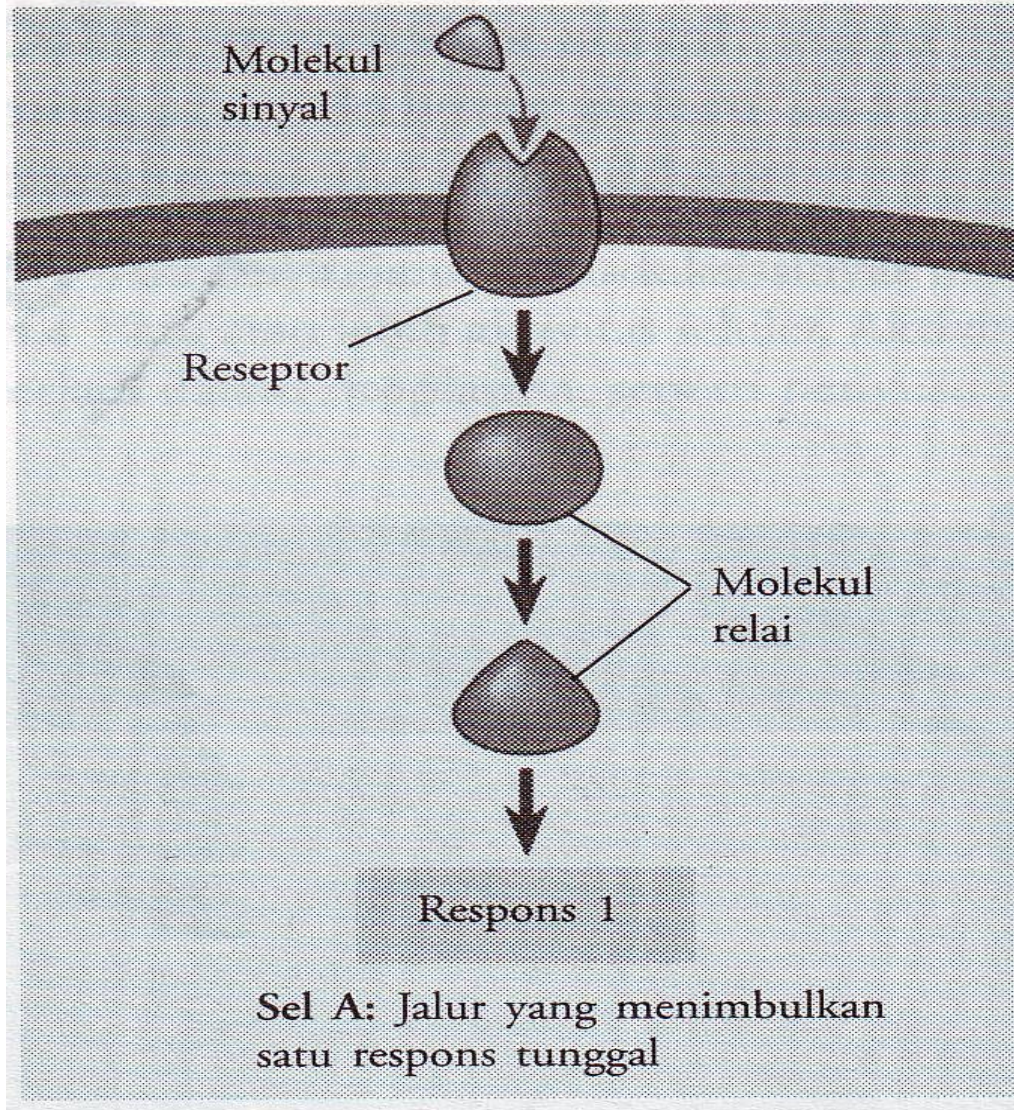 Molekul
sinyal
Reseptor
Molekul
relai
Respons 1
Sel A: Jalur yang menimbulkan
satu respons tunggal